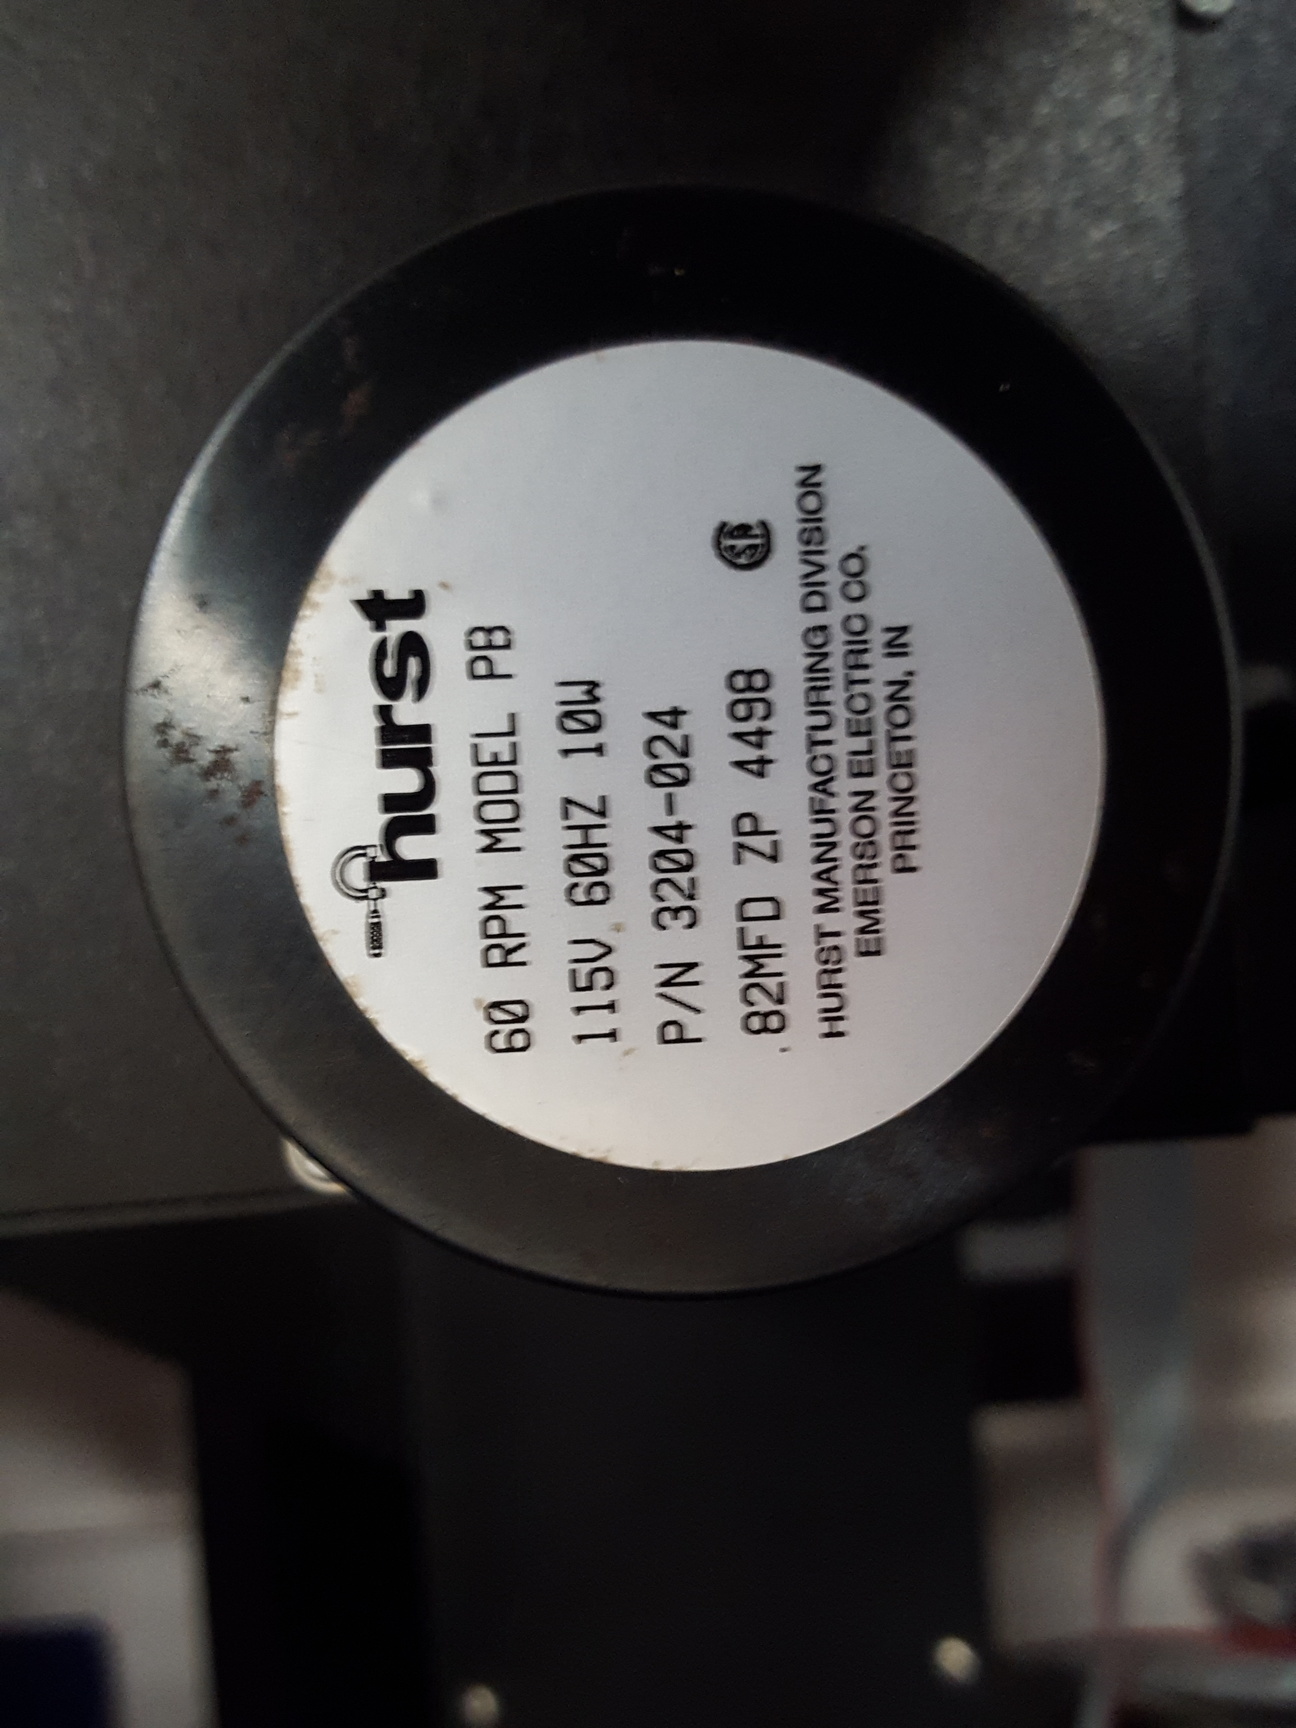 hurst
60 RPM MODEL PB
115V 60HZ 10W
P/N 3204-024
.82MFD ZP 4498 SA
HURST MANUFACTURING DIVISION
EMERSON ELECTRIC CO.
PRINCETON, IN